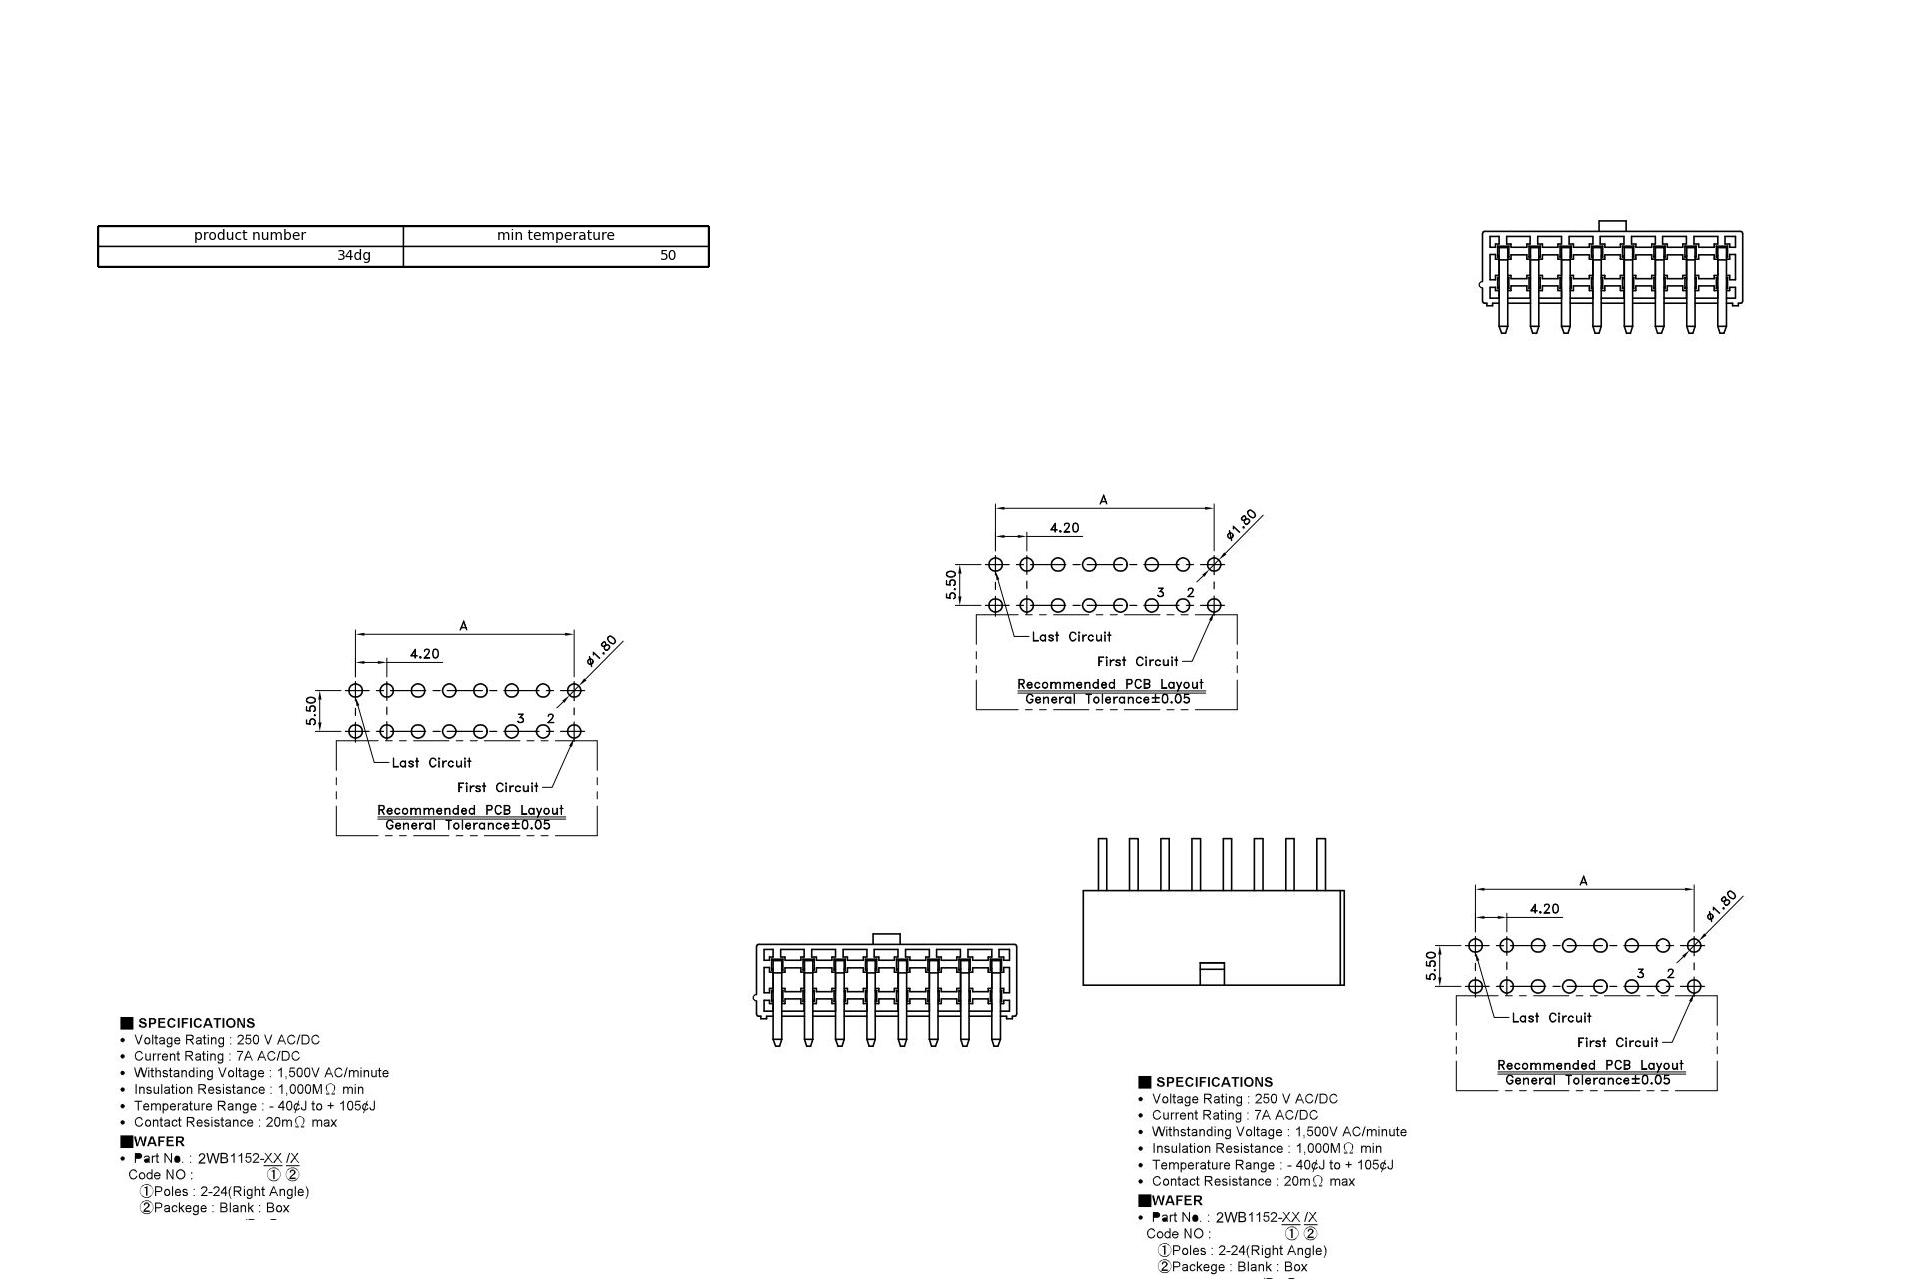 product number min temperature
34dg 50
A
4.20
ø1.80
5.50
3 2
Last Circuit
First Circuit
Recommended PCB Layout
General Tolerance±0.05
A
4.20
ø1.80
5.50
3 2
Last Circuit
First Circuit
Recommended PCB Layout
General Tolerance±0.05
A
4.20
ø1.80
5.50
3 2
Last Circuit
First Circuit
Recommended PCB Layout
General Tolerance±0.05
■ SPECIFICATIONS
• Voltage Rating : 250 V AC/DC
• Current Rating : 7A AC/DC
• Withstanding Voltage : 1,500V AC/minute
• Insulation Resistance : 1,000MΩ min
• Temperature Range : - 40¢J to + 105¢J
• Contact Resistance : 20mΩ max
■WAFER
• Part No. : 2WB1152-XX /X
Code NO : ① ②
①Poles : 2-24(Right Angle)
②Packege : Blank : Box
■ SPECIFICATIONS
• Voltage Rating : 250 V AC/DC
• Current Rating : 7A AC/DC
• Withstanding Voltage : 1,500V AC/minute
• Insulation Resistance : 1,000MΩ min
• Temperature Range : - 40¢J to + 105¢J
• Contact Resistance : 20mΩ max
■WAFER
• Part No. : 2WB1152-XX /X
Code NO : ① ②
①Poles : 2-24(Right Angle)
②Packege : Blank : Box